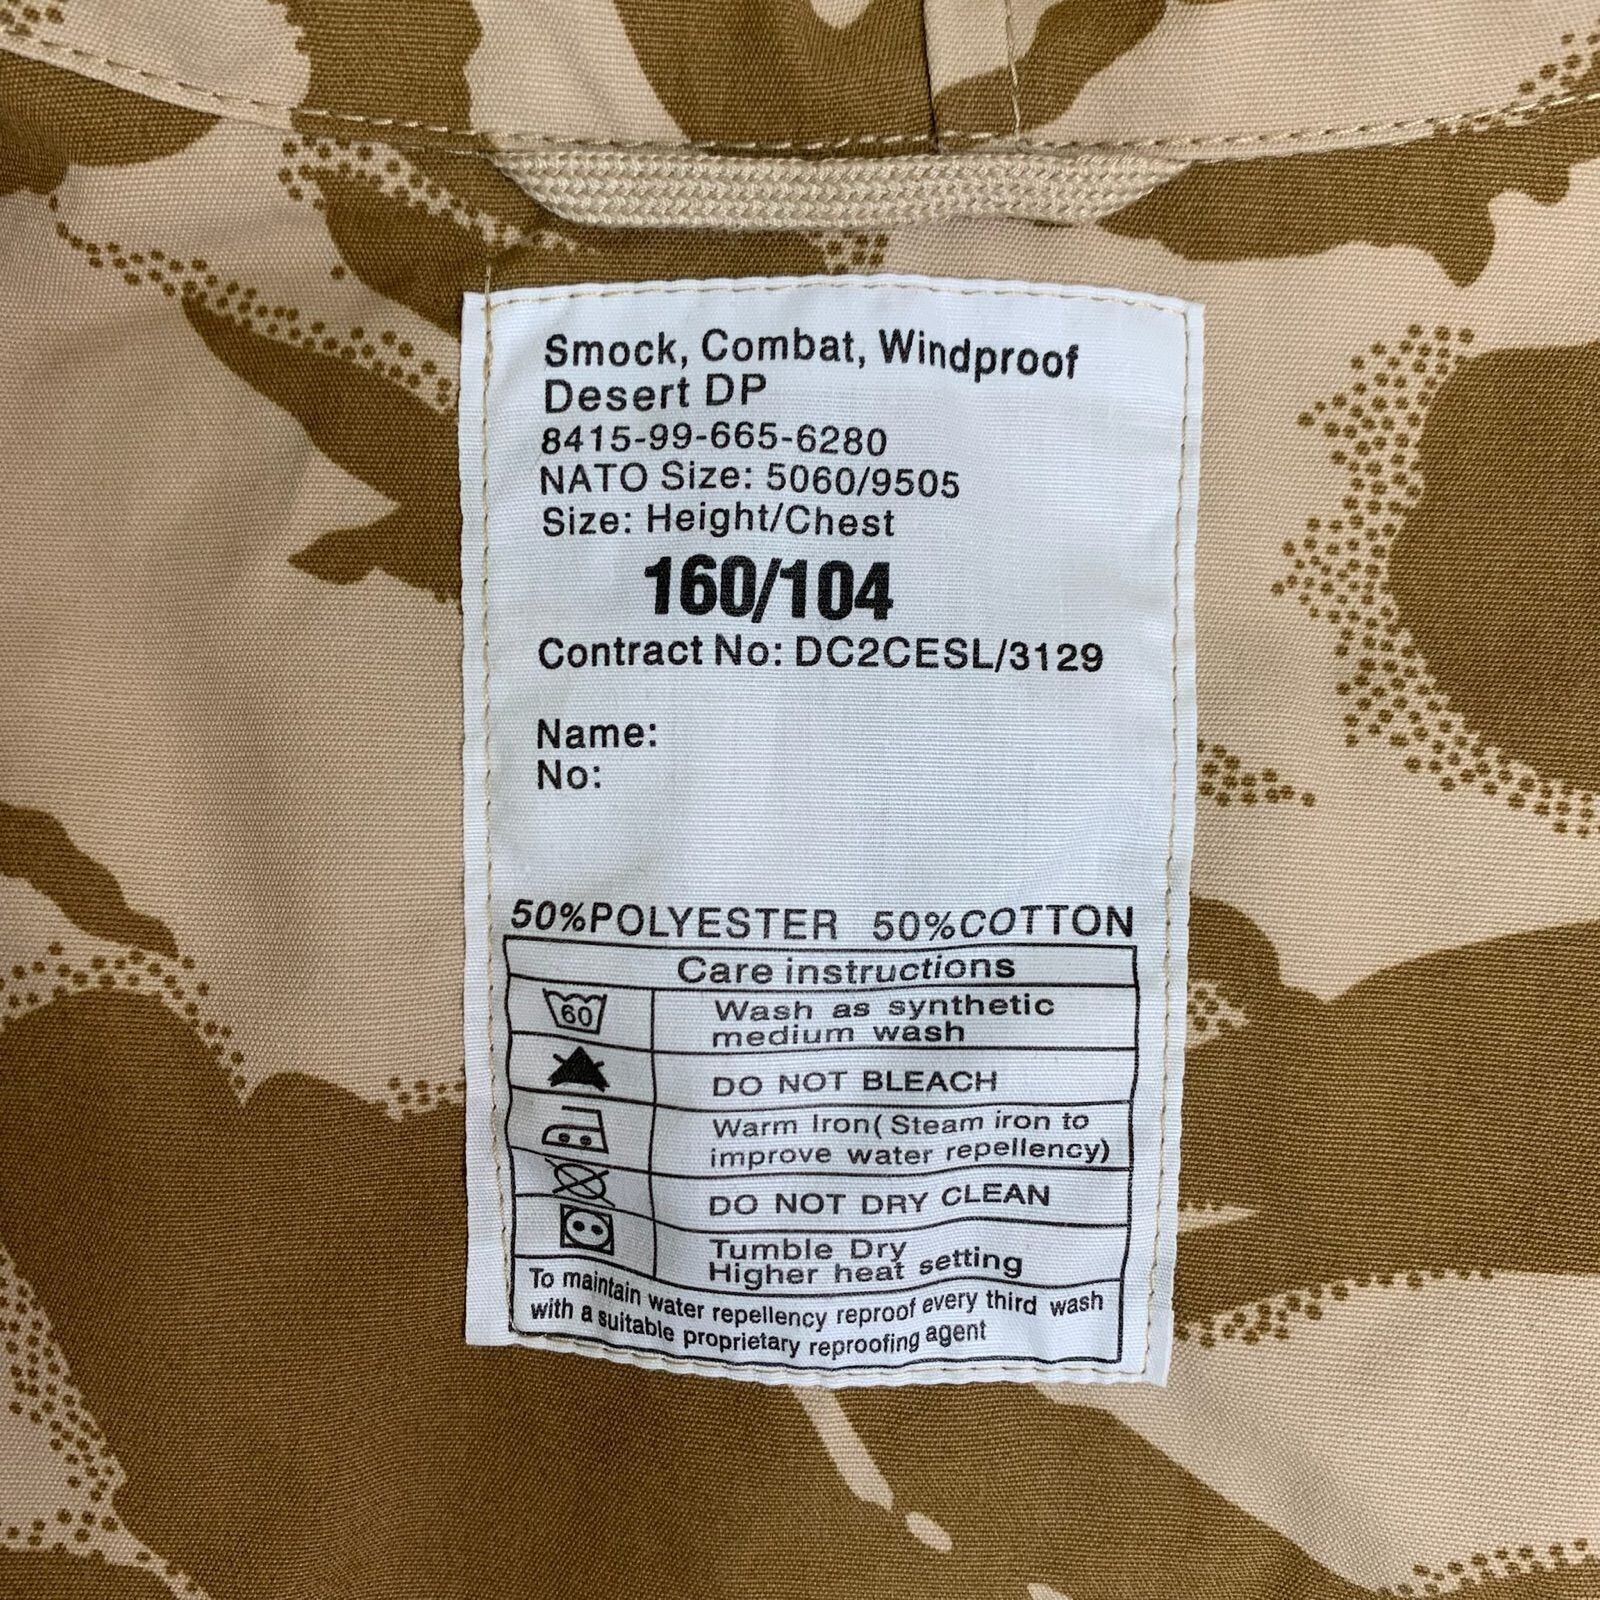 Smock, Combat, Windproof
Desert DP
8415-99-665-6280
NATO Size: 5060/9505
Size: Height/Chest
160/104
Contract No: DC2CESL/3129
Name:
No:
50%POLYESTER 50%COTTON
Care instructions
60
Wash as synthetic
medium wash
DO NOT BLEACH
Warm Iron( Steam iron to
improve water repellency)
DO NOT DRY CLEAN
Tumble Dry
Higher heat setting
To maintain water repellency reproof every third wash
with a suitable proprietary reproofing agent